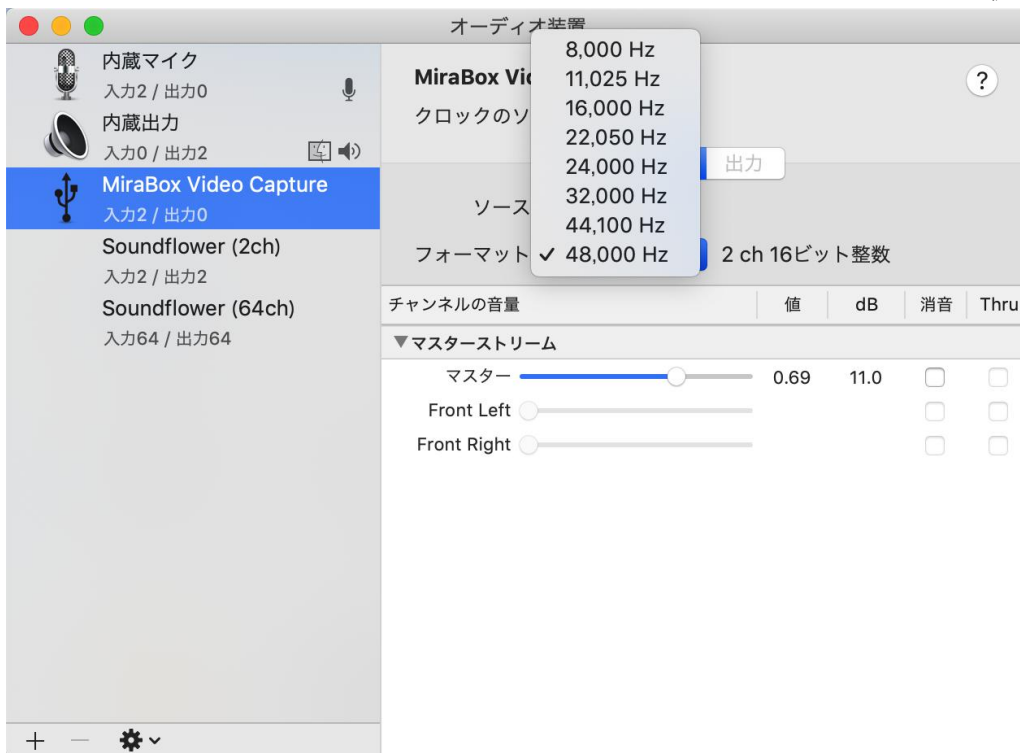 オーディオ装置
内蔵マイク
入力2 / 出力0
内蔵出力
入力0 / 出力2
MiraBox Video Capture
入力2 / 出力0
Soundflower (2ch)
入力2 / 出力2
Soundflower (64ch)
入力64 / 出力64
MiraBox
?
クロックのソ
8,000 Hz
11,025 Hz
16,000 Hz
22,050 Hz
24,000 Hz
32,000 Hz
44,100 Hz
✓ 48,000 Hz
出力
ソース
フォーマット
2 ch 16ビット整数
チャンネルの音量 値 dB 消音 Thru
▼マスターストリーム
マスター 0.69 11.0
Front Left
Front Right